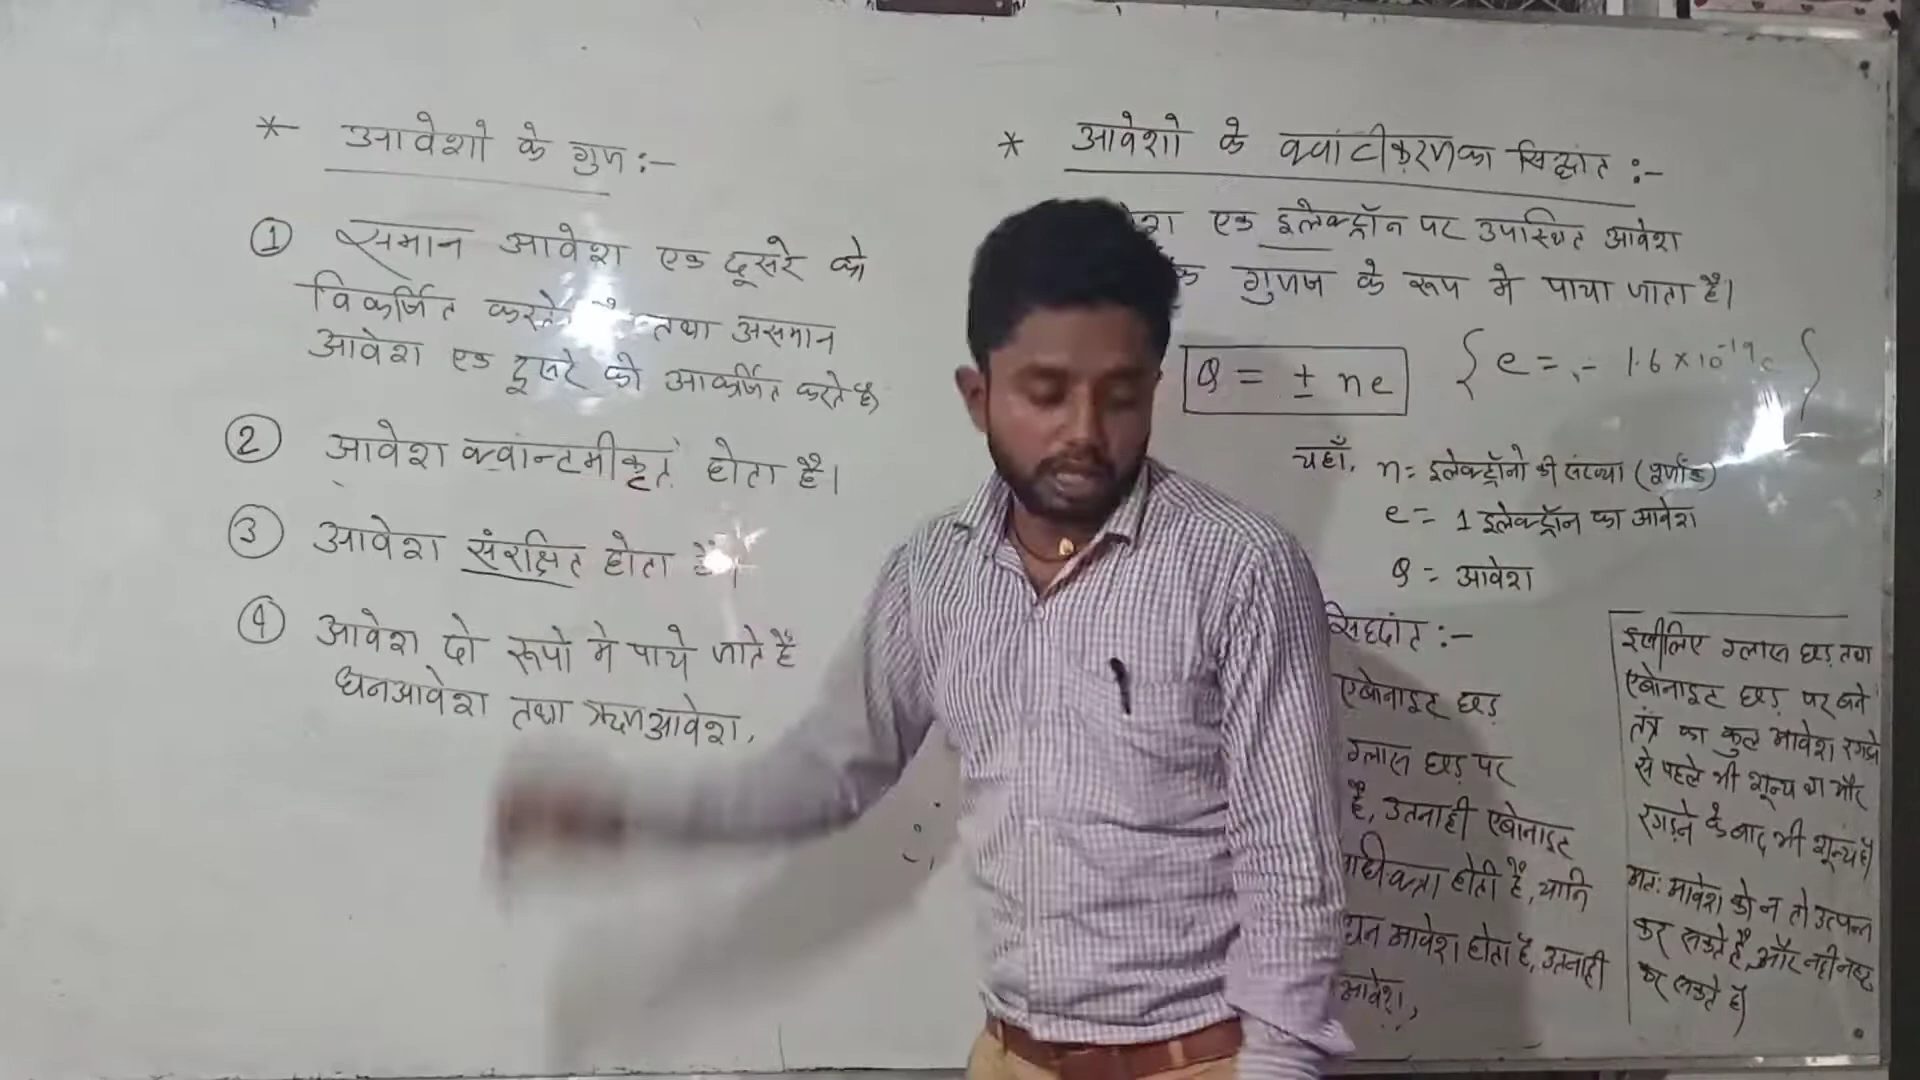 * आवेशो के गुण :-
① समान आवेश एक दूसरे को
विकर्जित करते है तथा असमान
आवेश एक दूसरे को आकर्जित करते है
② आवेश क्वान्टमीकृत होता है।
③ आवेश संरक्षित होता है।
④ आवेश दो रूपो मे पाये जाते हैं
धनआवेश तथा ऋणआवेश,
* आवेशो के क्वांटीकरण का सिद्धांत :-
एक इलेक्ट्रॉन पर उपस्थित आवेश
गुणज के रूप मे पाया जाता है।
Q = ± ne { e = - 1.6 × 10⁻¹⁹ c }
यहाँ, n = इलेक्ट्रॉनो की संख्या (पूर्णांक)
e = 1 इलेक्ट्रॉन का आवेश
Q = आवेश
सिद्दांत :-
एबोनाइट छड़
ग्लास छड़ पर
है, उतनाही एबोनाइट
होती है, यानि
धन आवेश होता है, उतनाही
आवेश,
इसीलिए ग्लास छड़ तथा
एबोनाइट छड़ पर बने
तंत्र का कुल आवेश रगड़ने
से पहले भी शून्य था और
रगड़ने के बाद भी शून्य है।
अतः आवेश को न तो उत्पन्न
कर सकते है, और नही नष्ट
कर सकते है।